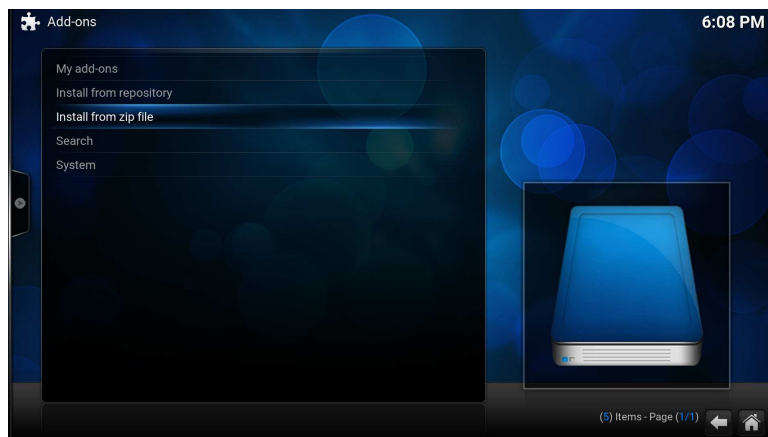 Add-ons
6:08 PM
My add-ons
Install from repository
Install from zip file
Search
System
(5) Items - Page (1/1)